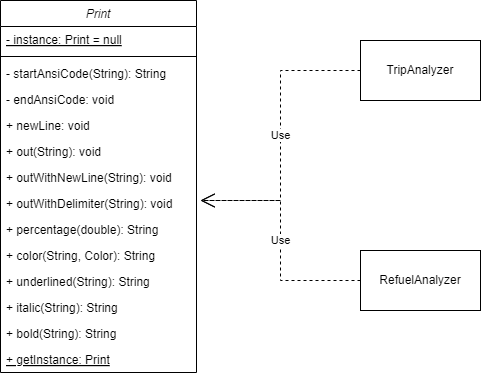 Print
- instance: Print = null
- startAnsiCode(String): String
- endAnsiCode: void
+ newLine: void
+ out(String): void
+ outWithNewLine(String): void
+ outWithDelimiter(String): void
+ percentage(double): String
+ color(String, Color): String
+ underlined(String): String
+ italic(String): String
+ bold(String): String
+ getInstance: Print
TripAnalyzer
Use
Use
RefuelAnalyzer